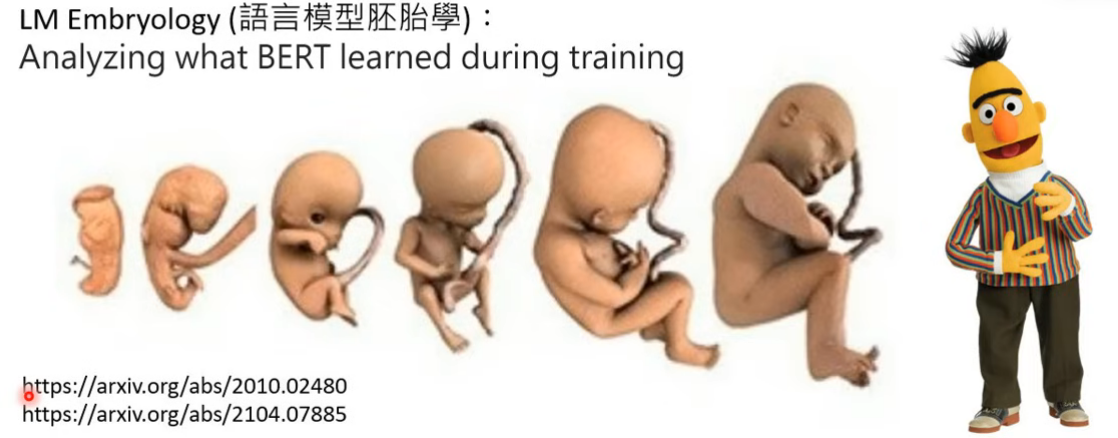 LM Embryology (語言模型胚胎學)：
Analyzing what BERT learned during training
https://arxiv.org/abs/2010.02480
https://arxiv.org/abs/2104.07885